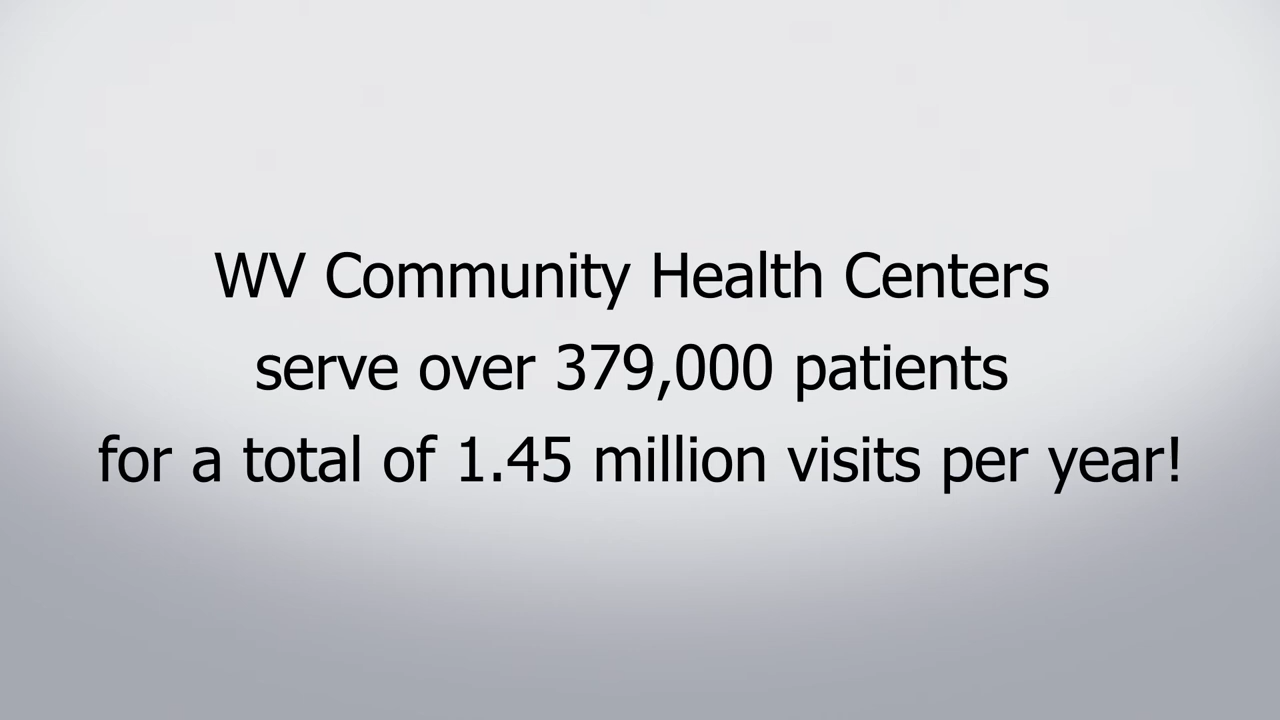 WV Community Health Centers
serve over 379,000 patients
for a total of 1.45 million visits per year!